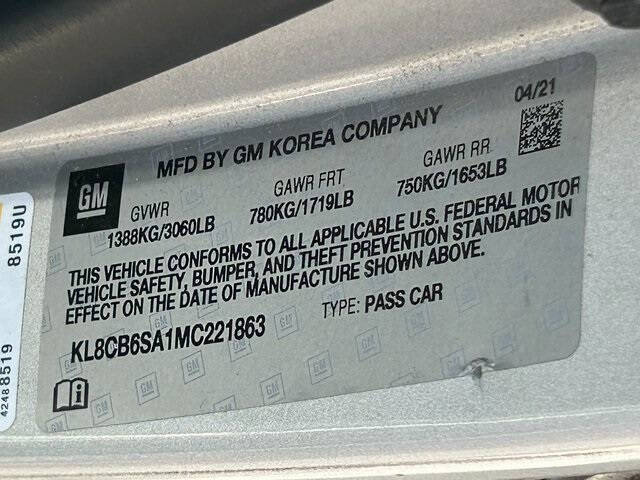 04/21
MFD BY GM KOREA COMPANY
GM
GVWR GAWR FRT GAWR RR
1388KG/3060LB 780KG/1719LB 750KG/1653LB
THIS VEHICLE CONFORMS TO ALL APPLICABLE U.S. FEDERAL MOTOR
VEHICLE SAFETY, BUMPER, AND THEFT PREVENTION STANDARDS IN
EFFECT ON THE DATE OF MANUFACTURE SHOWN ABOVE.
KL8CB6SA1MC221863 TYPE: PASS CAR
8519U
42488519